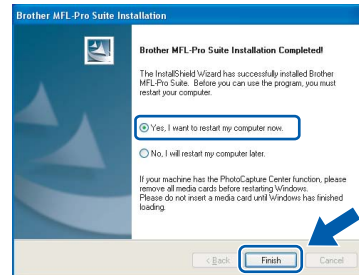 Brother MFL-Pro Suite Installation
Brother MFL-Pro Suite Installation Completed!
The InstallShield Wizard has successfully installed Brother
MFL-Pro Suite. Before you can use the program, you must
restart your computer.
Yes, I want to restart my computer now.
No, I will restart my computer later.
If your machine has the PhotoCapture Center function, please
remove all media cards before restarting Windows.
Please do not insert a media card until Windows has finished
loading.
< Back
Finish
Cancel